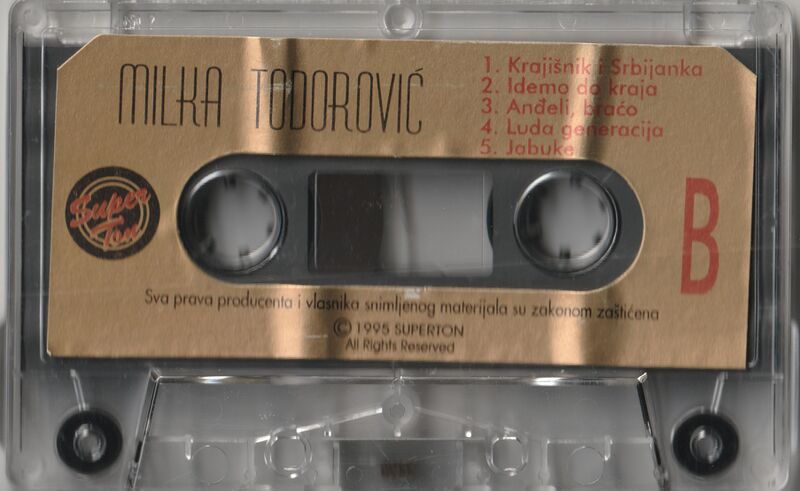 MILKA TODOROVIĆ
1. Krajišnik i Srbijanka
2. Idemo do kraja
3. Anđeli, braćo
4. Luda generacija
5. Jabuke
Super
Ton
B
Sva prava producenta i vlasnika snimljenog materijala su zakonom zaštićena
© 1995 SUPERTON
All Rights Reserved